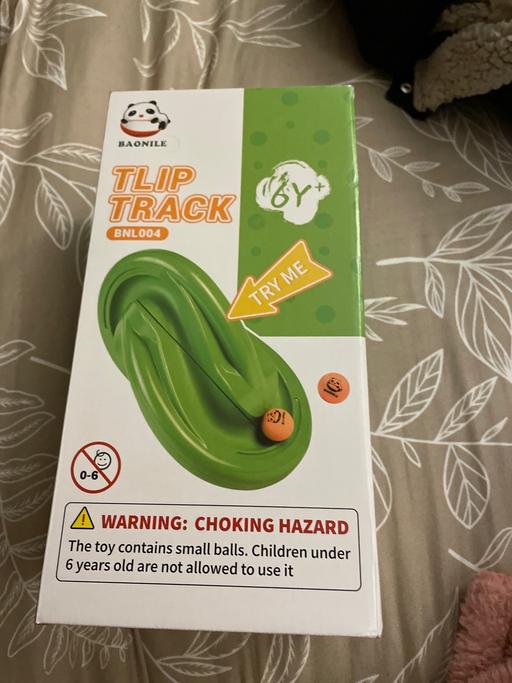 BAONILE
TLIP
TRACK
BNL004
6Y+
TRY ME
0-6
WARNING: CHOKING HAZARD
The toy contains small balls. Children under
6 years old are not allowed to use it